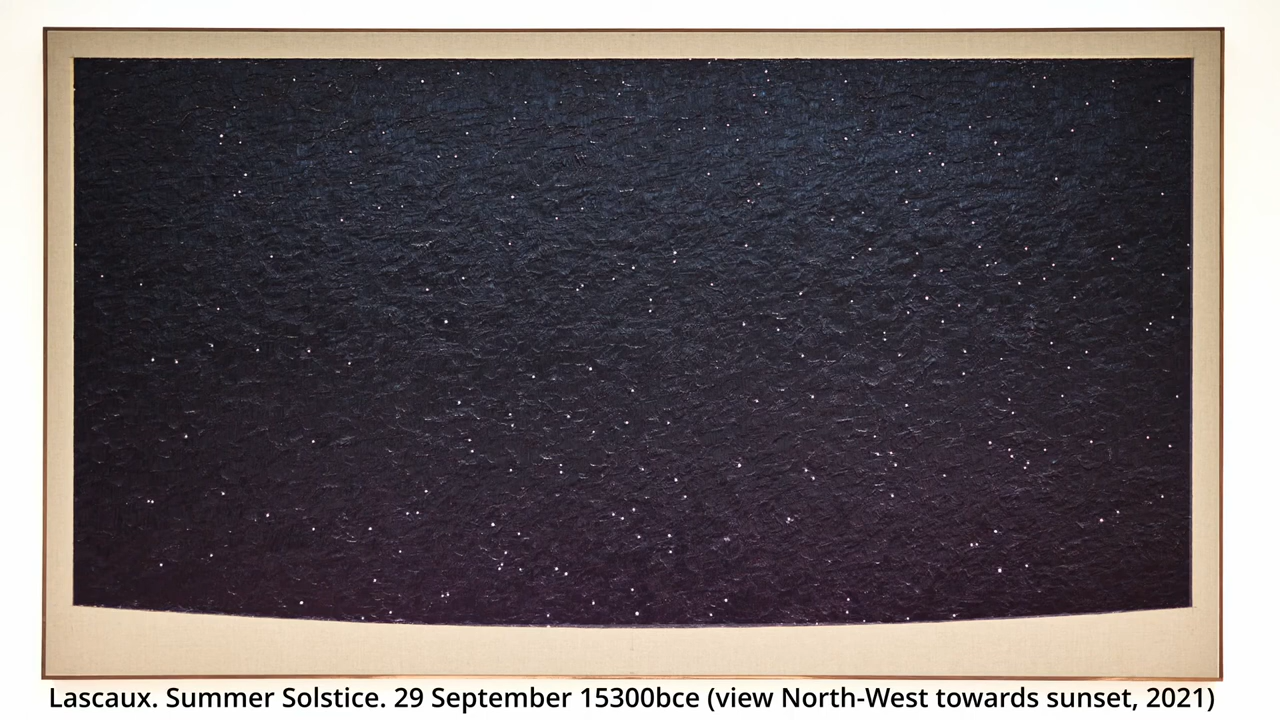 Lascaux. Summer Solstice. 29 September 15300bce (view North-West towards sunset, 2021)